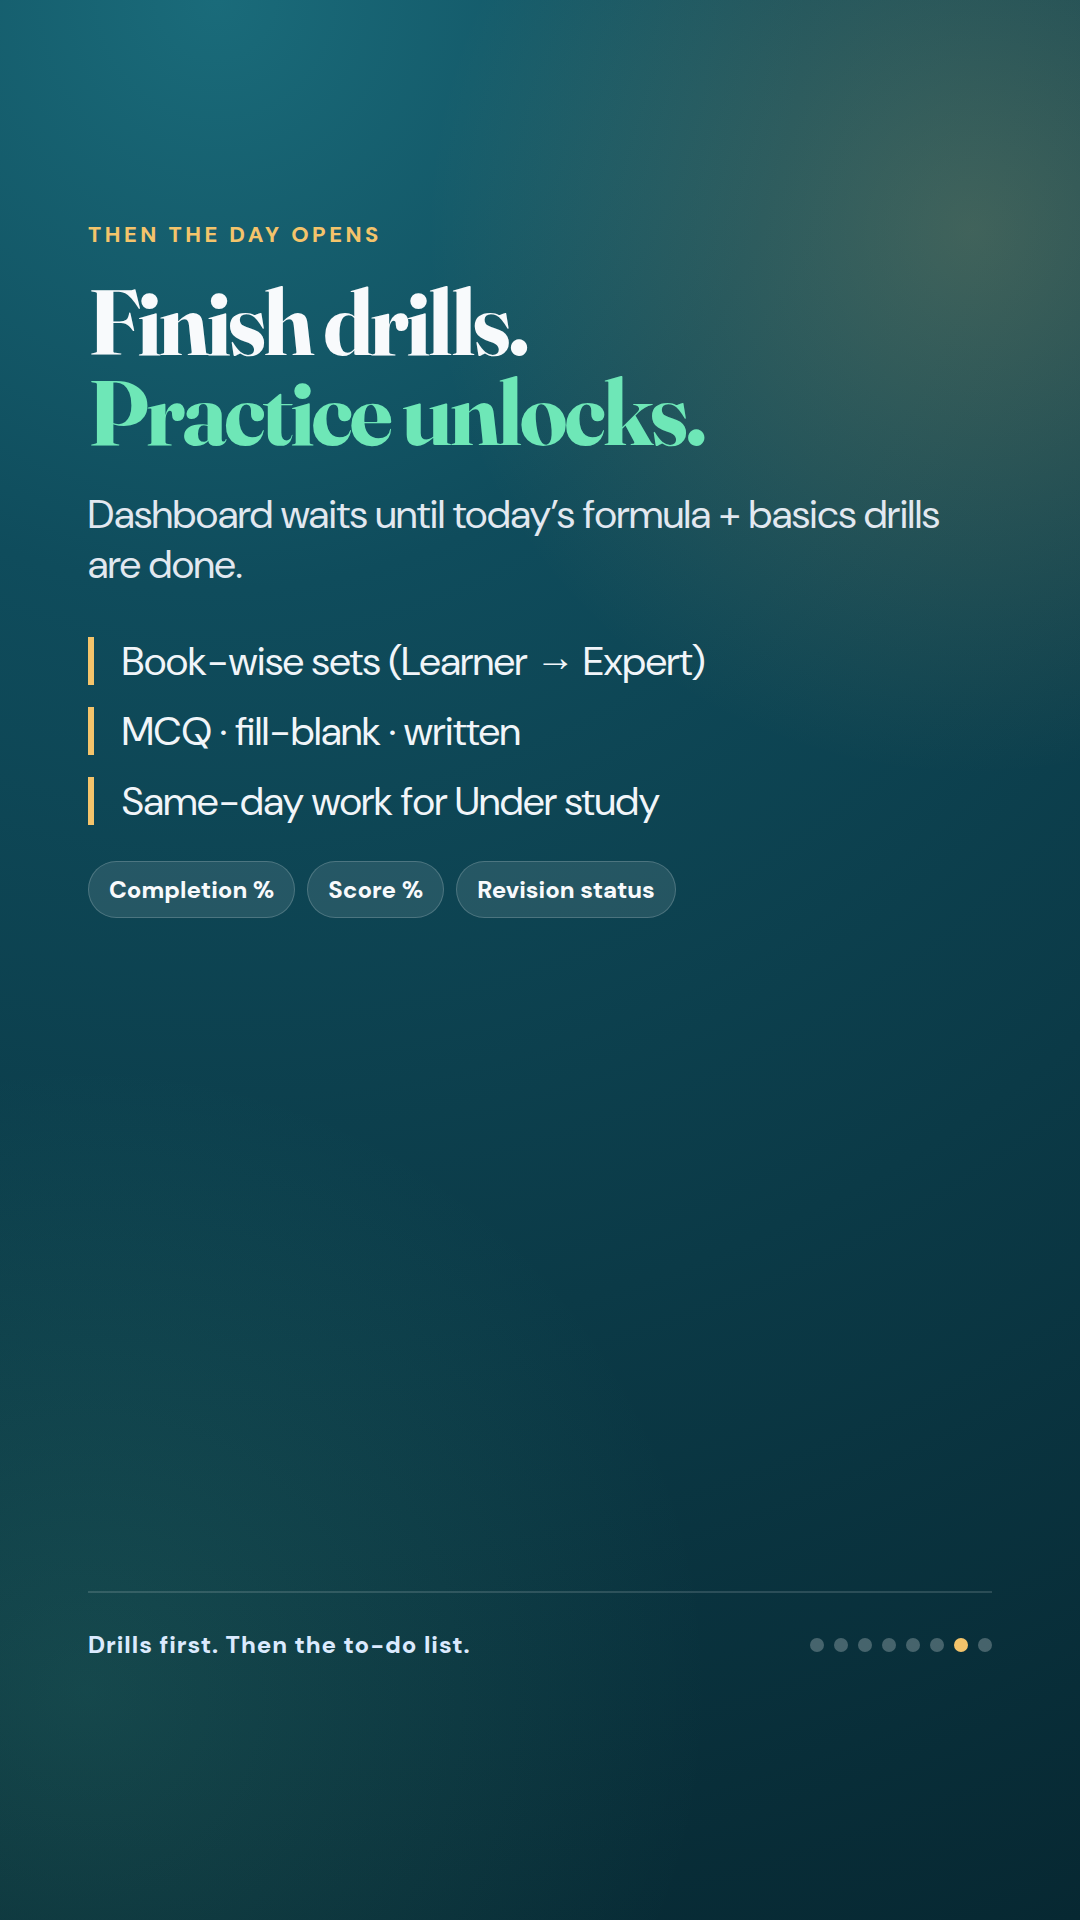 THEN THE DAY OPENS
Finish drills.
Practice unlocks.
Dashboard waits until today’s formula + basics drills
are done.
Book-wise sets (Learner → Expert)
MCQ · fill-blank · written
Same-day work for Under study
Completion %
Score %
Revision status
Drills first. Then the to-do list.